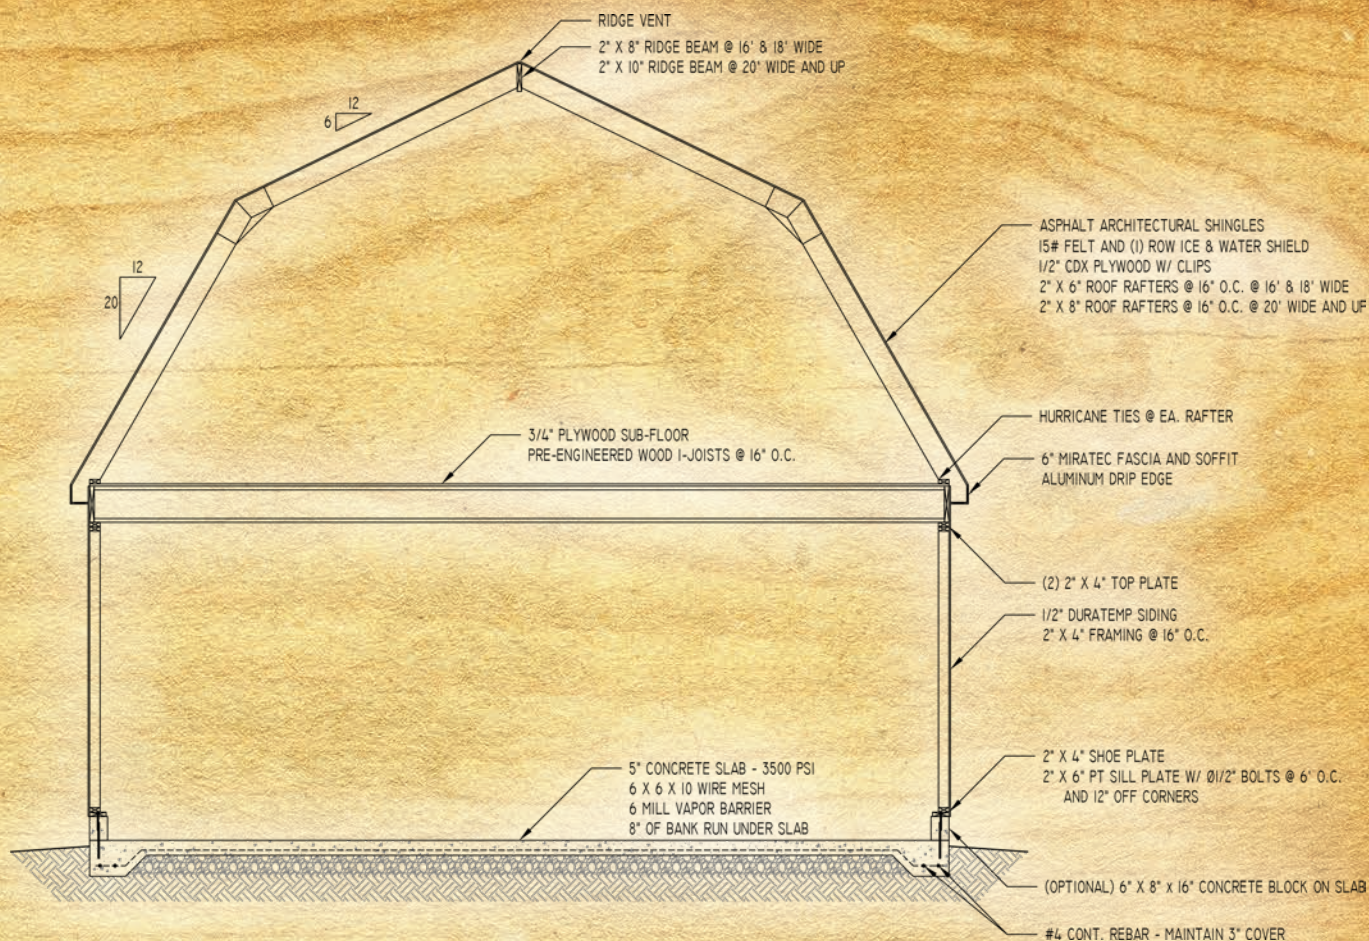 RIDGE VENT
2" X 8" RIDGE BEAM @ 16' & 18' WIDE
2" X 10" RIDGE BEAM @ 20' WIDE AND UP
12
6
ASPHALT ARCHITECTURAL SHINGLES
15# FELT AND (1) ROW ICE & WATER SHIELD
1/2" CDX PLYWOOD W/ CLIPS
2" X 6" ROOF RAFTERS @ 16" O.C. @ 16' & 18' WIDE
2" X 8" ROOF RAFTERS @ 16" O.C. @ 20' WIDE AND UP
12
20
HURRICANE TIES @ EA. RAFTER
3/4" PLYWOOD SUB-FLOOR
PRE-ENGINEERED WOOD I-JOISTS @ 16" O.C.
6" MIRATEC FASCIA AND SOFFIT
ALUMINUM DRIP EDGE
(2) 2" X 4" TOP PLATE
1/2" DURATEMP SIDING
2" X 4" FRAMING @ 16" O.C.
2" X 4" SHOE PLATE
2" X 6" PT SILL PLATE W/ Ø1/2" BOLTS @ 6' O.C.
AND 12" OFF CORNERS
5" CONCRETE SLAB - 3500 PSI
6 X 6 X 10 WIRE MESH
6 MILL VAPOR BARRIER
8" OF BANK RUN UNDER SLAB
(OPTIONAL) 6" X 8" x 16" CONCRETE BLOCK ON SLAB
#4 CONT. REBAR - MAINTAIN 3" COVER